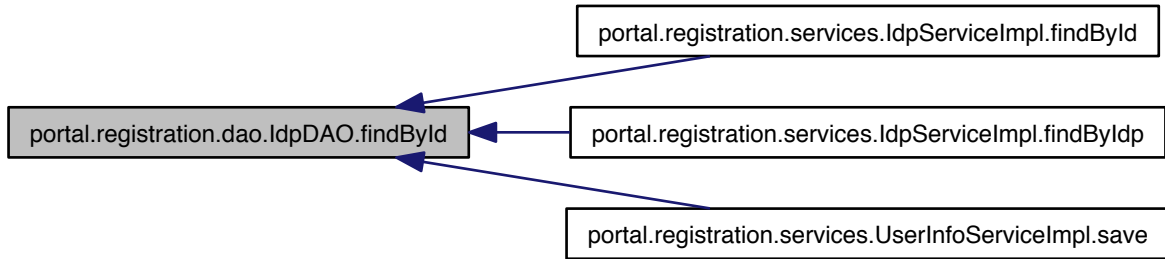 portal.registration.services.IdpServiceImpl.findById
portal.registration.dao.IdpDAO.findById
portal.registration.services.IdpServiceImpl.findByIdp
portal.registration.services.UserInfoServiceImpl.save